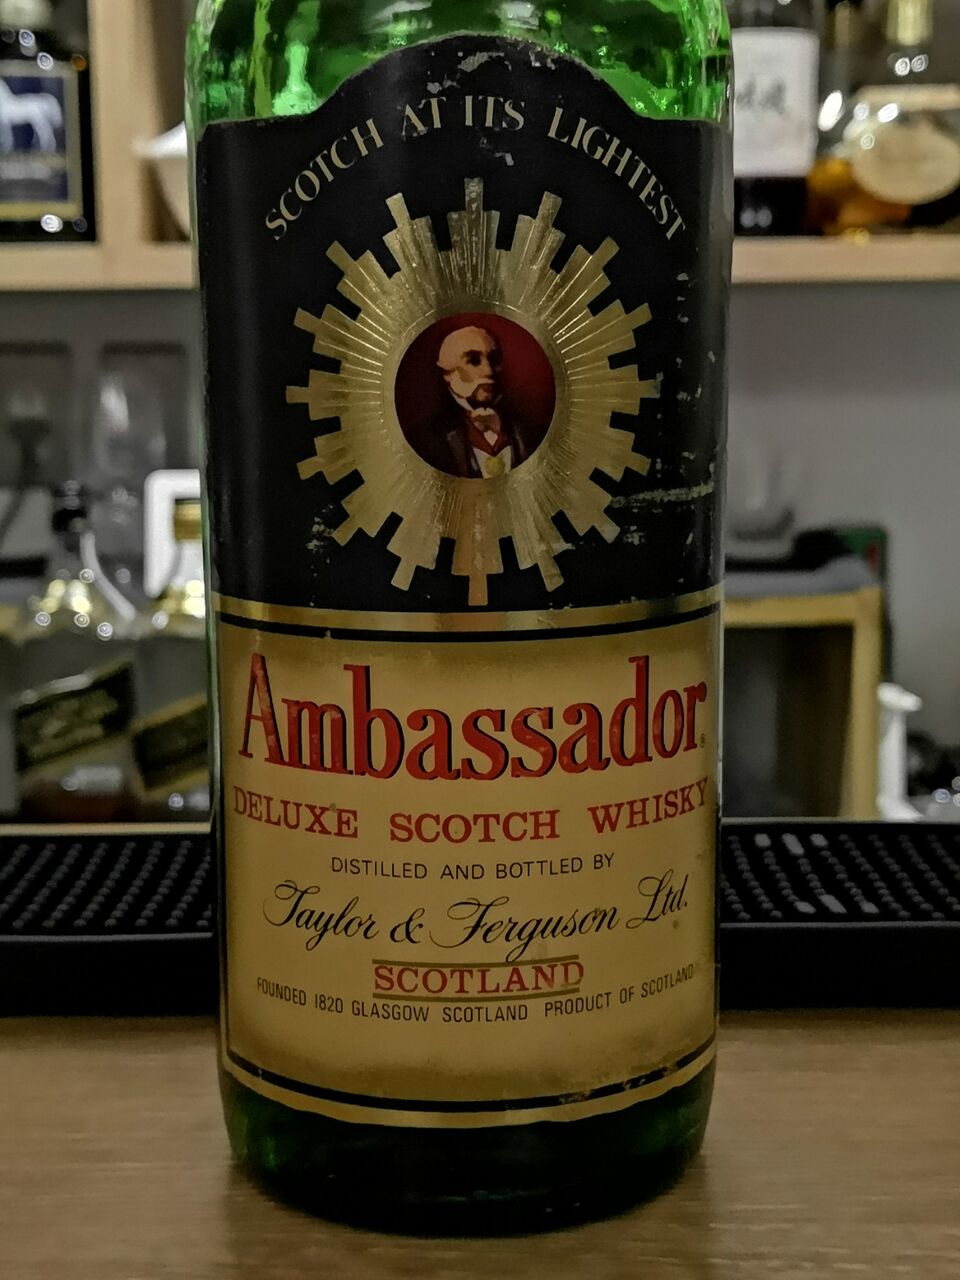 SCOTCH AT ITS LIGHTEST
Ambassador®
DELUXE SCOTCH WHISKY
DISTILLED AND BOTTLED BY
Taylor & Ferguson Ltd.
SCOTLAND
FOUNDED 1820 GLASGOW SCOTLAND PRODUCT OF SCOTLAND